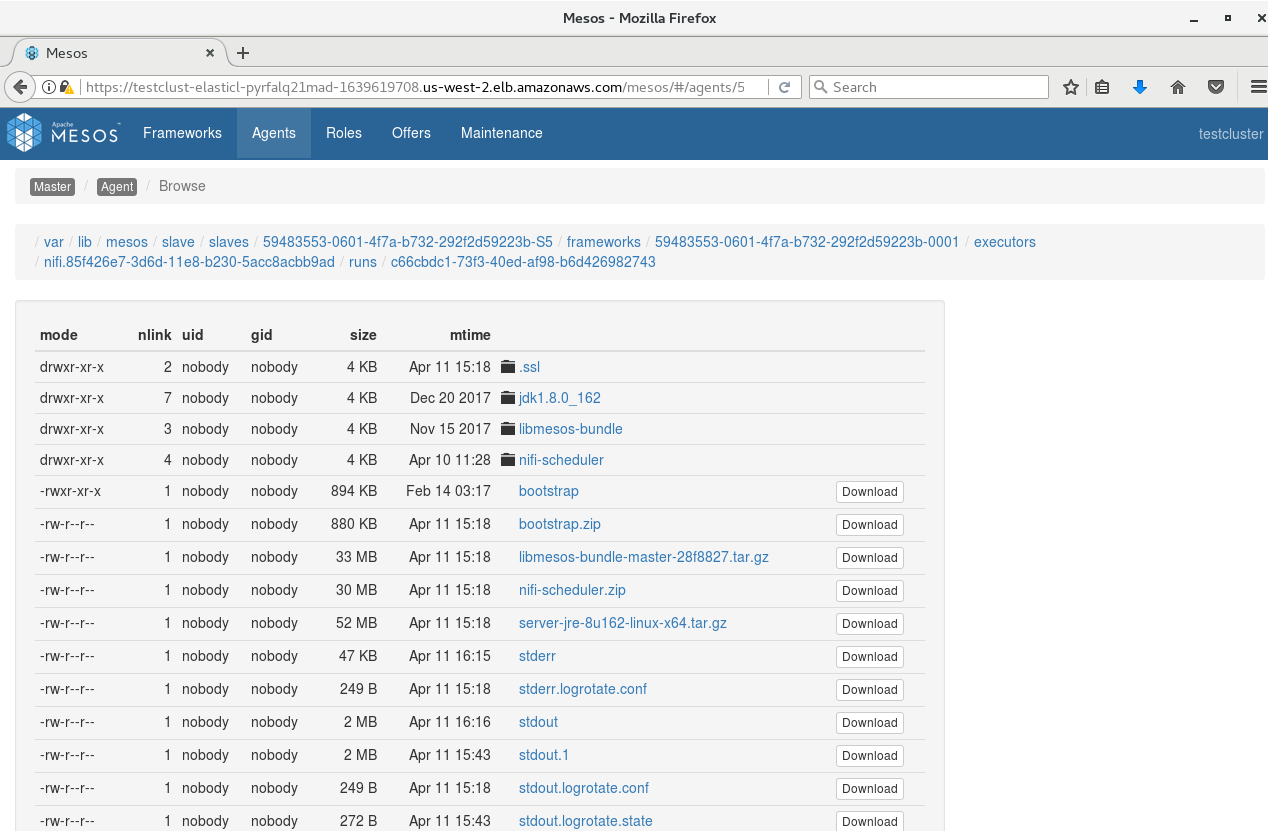 Mesos - Mozilla Firefox
Mesos
https://testclust-elasticl-pyrfalq21mad-1639619708.us-west-2.elb.amazonaws.com/mesos/#/agents/5
Search
Apache MESOS™ Frameworks Agents Roles Offers Maintenance testcluster
Master / Agent / Browse
/ var / lib / mesos / slave / slaves / 59483553-0601-4f7a-b732-292f2d59223b-S5 / frameworks / 59483553-0601-4f7a-b732-292f2d59223b-0001 / executors
/ nifi.85f426e7-3d6d-11e8-b230-5acc8acbb9ad / runs / c66cbdc1-73f3-40ed-af98-b6d426982743
mode nlink uid gid size mtime
drwxr-xr-x 2 nobody nobody 4 KB Apr 11 15:18 .ssl
drwxr-xr-x 7 nobody nobody 4 KB Dec 20 2017 jdk1.8.0_162
drwxr-xr-x 3 nobody nobody 4 KB Nov 15 2017 libmesos-bundle
drwxr-xr-x 4 nobody nobody 4 KB Apr 10 11:28 nifi-scheduler
-rwxr-xr-x 1 nobody nobody 894 KB Feb 14 03:17 bootstrap Download
-rw-r--r-- 1 nobody nobody 880 KB Apr 11 15:18 bootstrap.zip Download
-rw-r--r-- 1 nobody nobody 33 MB Apr 11 15:18 libmesos-bundle-master-28f8827.tar.gz Download
-rw-r--r-- 1 nobody nobody 30 MB Apr 11 15:18 nifi-scheduler.zip Download
-rw-r--r-- 1 nobody nobody 52 MB Apr 11 15:18 server-jre-8u162-linux-x64.tar.gz Download
-rw-r--r-- 1 nobody nobody 47 KB Apr 11 16:15 stderr Download
-rw-r--r-- 1 nobody nobody 249 B Apr 11 15:18 stderr.logrotate.conf Download
-rw-r--r-- 1 nobody nobody 2 MB Apr 11 16:16 stdout Download
-rw-r--r-- 1 nobody nobody 2 MB Apr 11 15:43 stdout.1 Download
-rw-r--r-- 1 nobody nobody 249 B Apr 11 15:18 stdout.logrotate.conf Download
-rw-r--r-- 1 nobody nobody 272 B Apr 11 15:43 stdout.logrotate.state Download